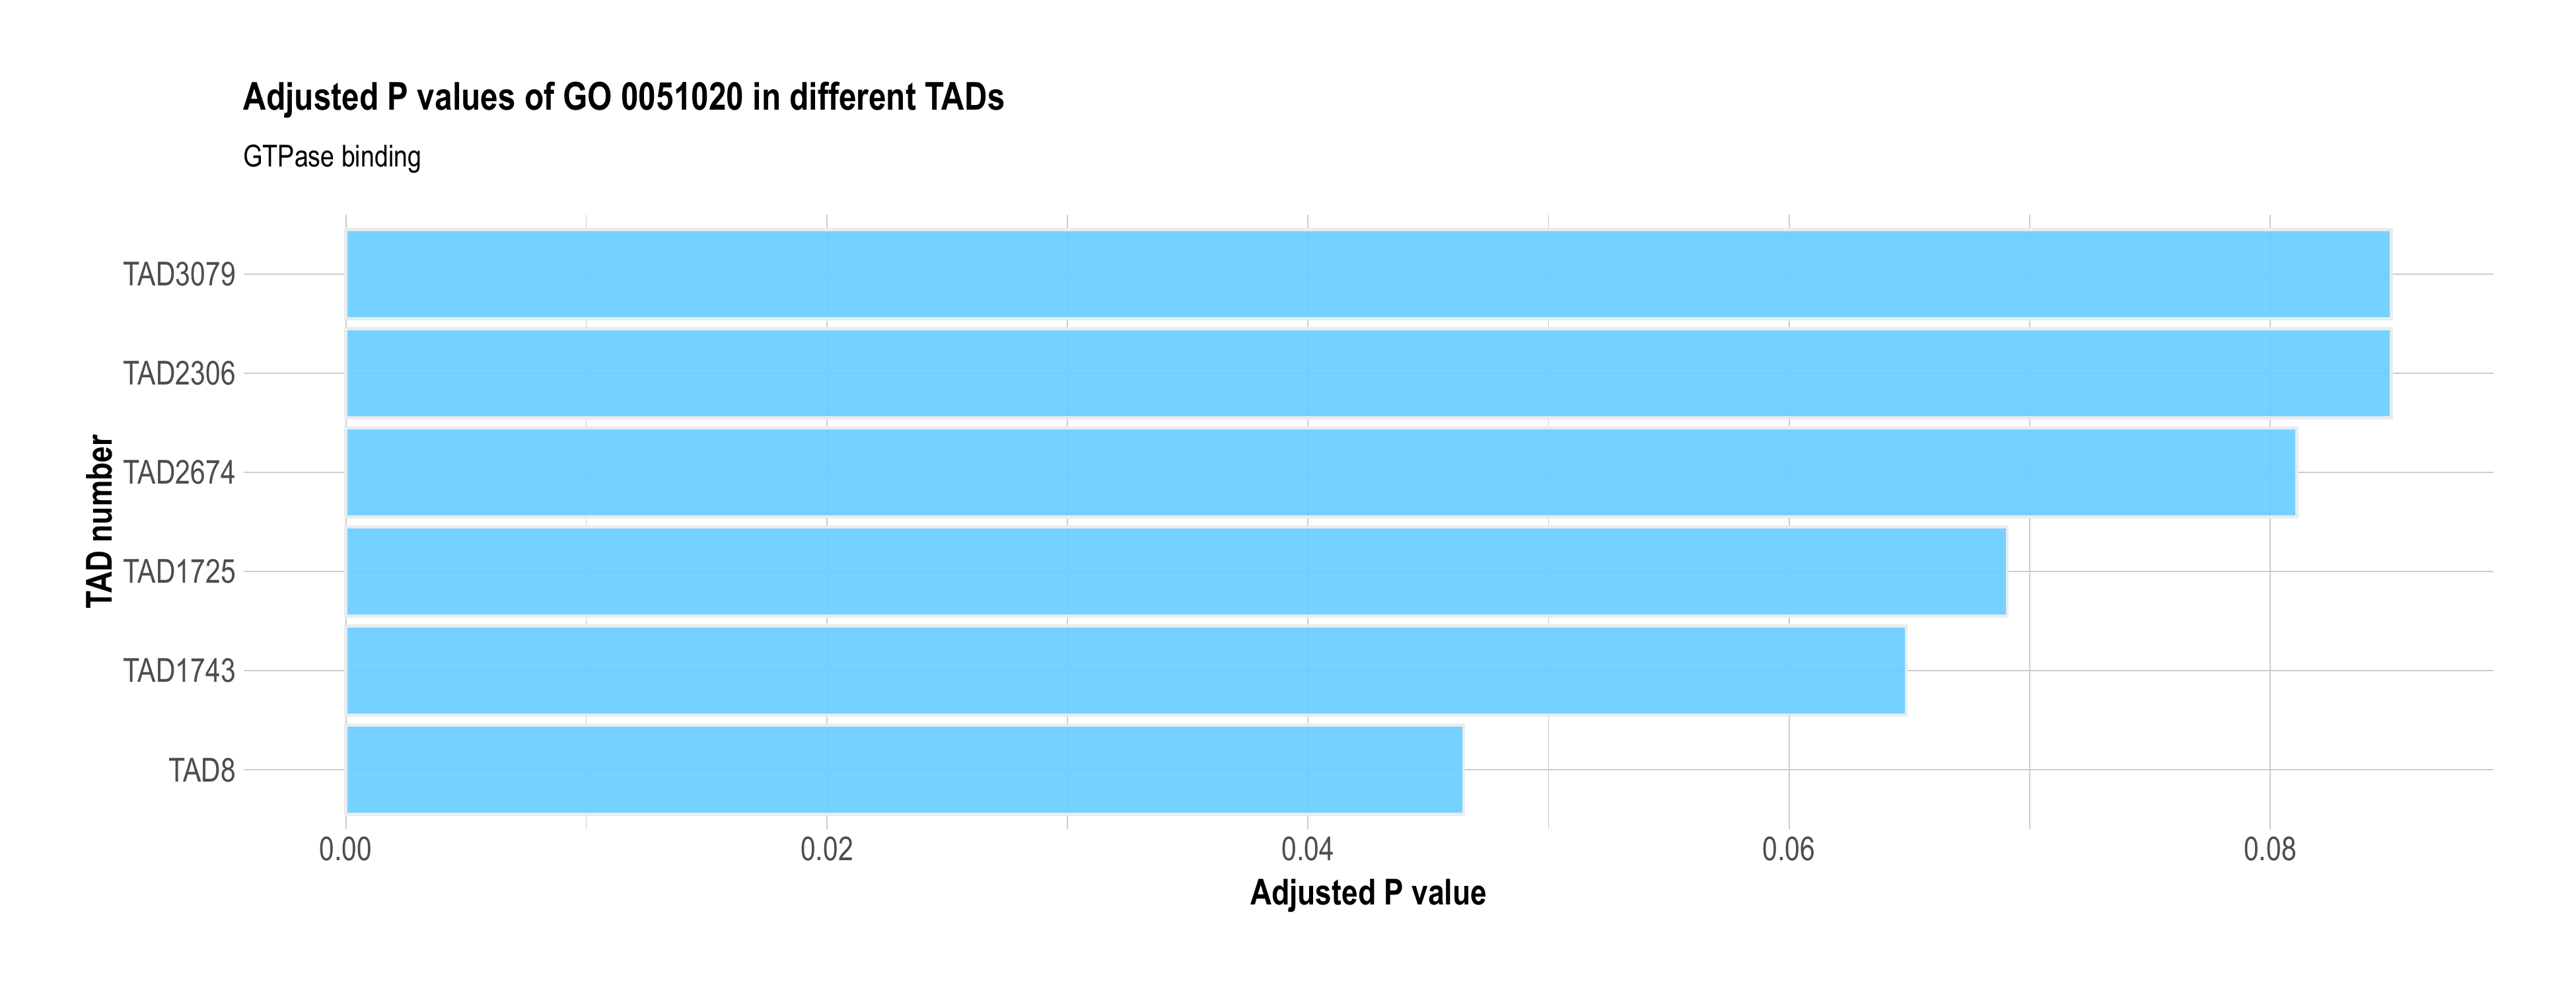 Adjusted P values of GO 0051020 in different TADs
GTPase binding
TAD number
TAD3079
TAD2306
TAD2674
TAD1725
TAD1743
TAD8
0.00 0.02 0.04 0.06 0.08
Adjusted P value